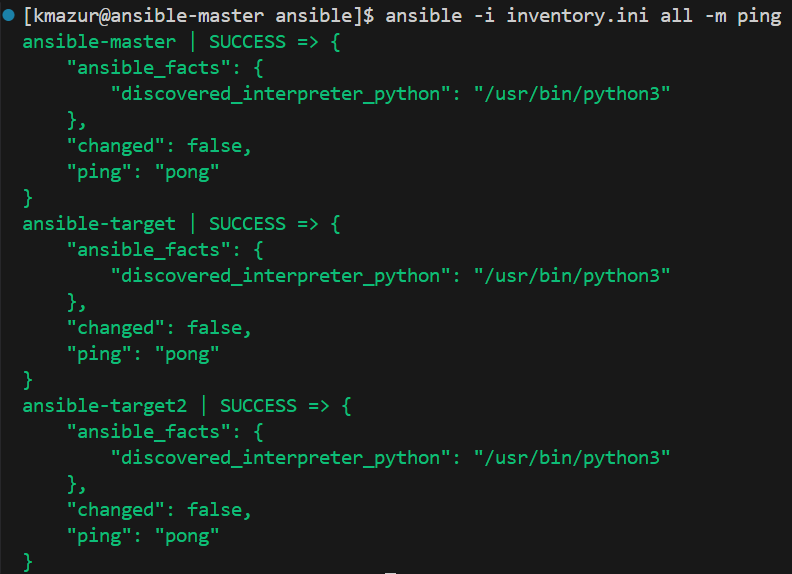 [kmazur@ansible-master ansible]$ ansible -i inventory.ini all -m ping
ansible-master | SUCCESS => {
    "ansible_facts": {
        "discovered_interpreter_python": "/usr/bin/python3"
    },
    "changed": false,
    "ping": "pong"
}
ansible-target | SUCCESS => {
    "ansible_facts": {
        "discovered_interpreter_python": "/usr/bin/python3"
    },
    "changed": false,
    "ping": "pong"
}
ansible-target2 | SUCCESS => {
    "ansible_facts": {
        "discovered_interpreter_python": "/usr/bin/python3"
    },
    "changed": false,
    "ping": "pong"
}